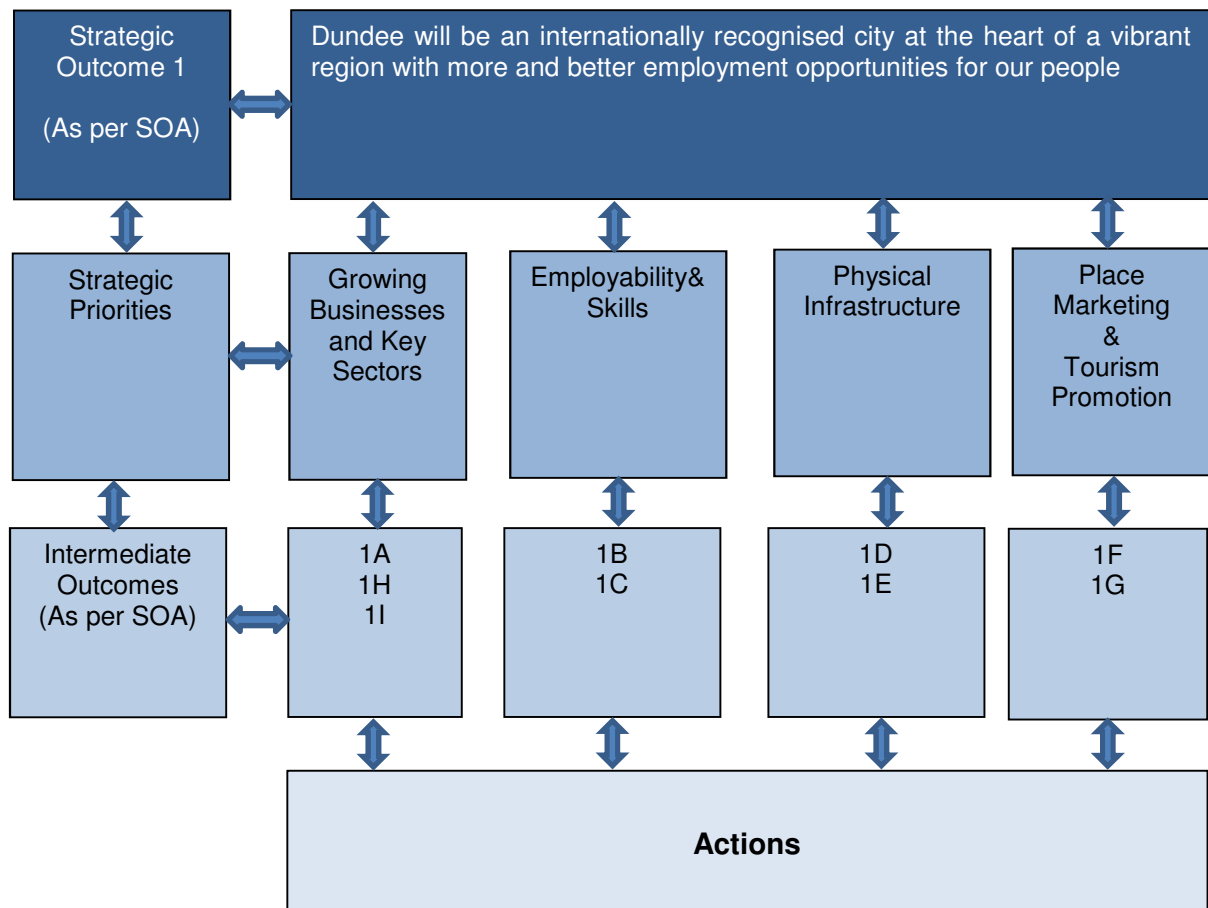 Strategic
Outcome 1
(As per SOA)
Dundee will be an internationally recognised city at the heart of a vibrant
region with more and better employment opportunities for our people
Strategic
Priorities
Growing
Businesses
and Key
Sectors
Employability&
Skills
Physical
Infrastructure
Place
Marketing
&
Tourism
Promotion
Intermediate
Outcomes
(As per SOA)
1A
1H
1I
1B
1C
1D
1E
1F
1G
Actions